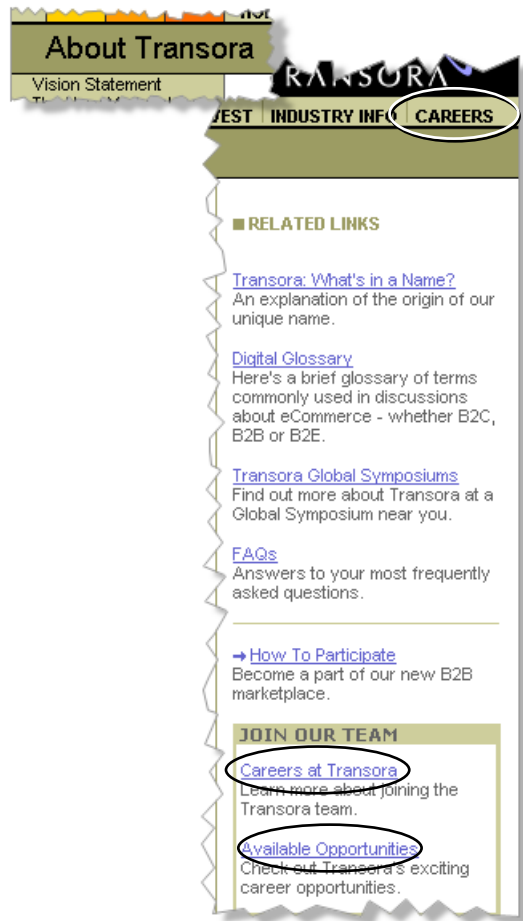 About Transora
Vision Statement
TRANSORA
INDUSTRY INFO CAREERS
RELATED LINKS
Transora: What's in a Name?
An explanation of the origin of our
unique name.
Digital Glossary
Here's a brief glossary of terms
commonly used in discussions
about eCommerce - whether B2C,
B2B or B2E.
Transora Global Symposiums
Find out more about Transora at a
Global Symposium near you.
FAQs
Answers to your most frequently
asked questions.
How To Participate
Become a part of our new B2B
marketplace.
JOIN OUR TEAM
Careers at Transora
Learn more about joining the
Transora team.
Available Opportunities
Check out Transora's exciting
career opportunities.